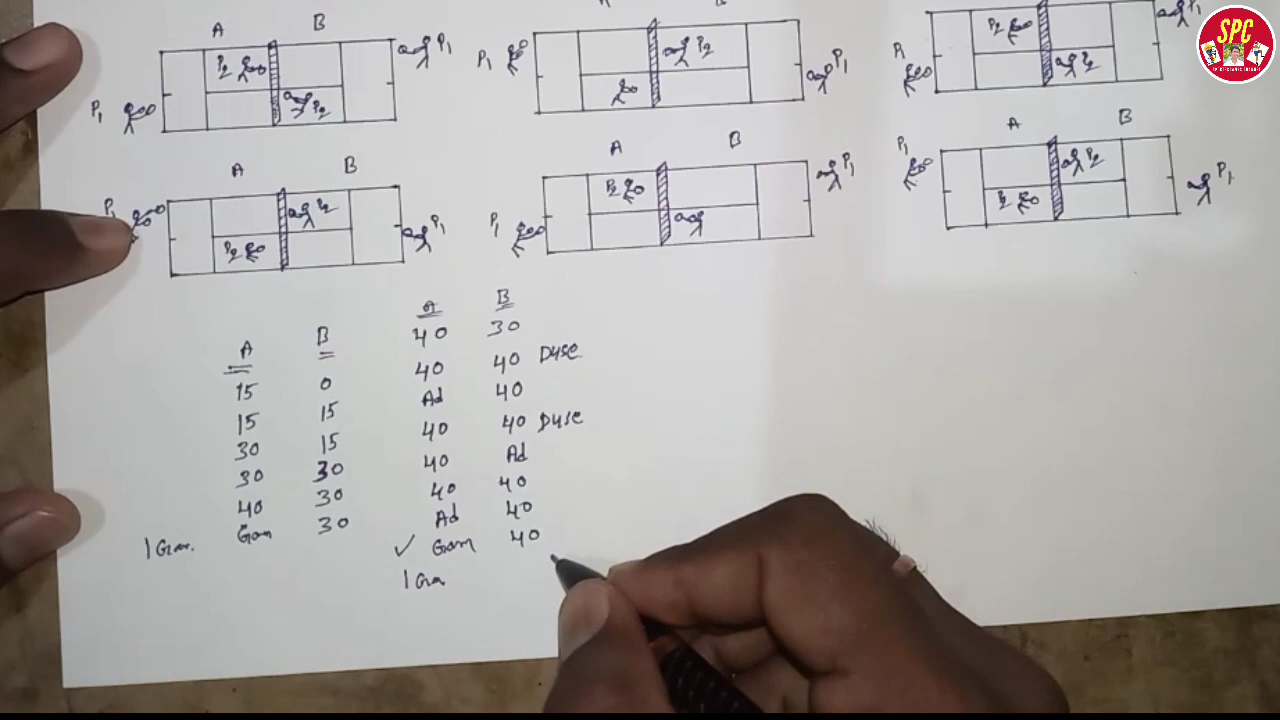 A B
P2 P1
P1 P2
P1 P2 P1
P2
P1 P2
A B
P1 P2
P2 P1
A B
P2 P1
P1
A B
P1 P2
P2 P1
SPC
A B
15 0
15 15
30 15
30 30
40 30
Gam 30
1 Gam.
A B
40 30
40 40 Duse
Ad 40
40 40 Duse
40 Ad
40 40
Ad 40
✓ Gam 40
1 Gam